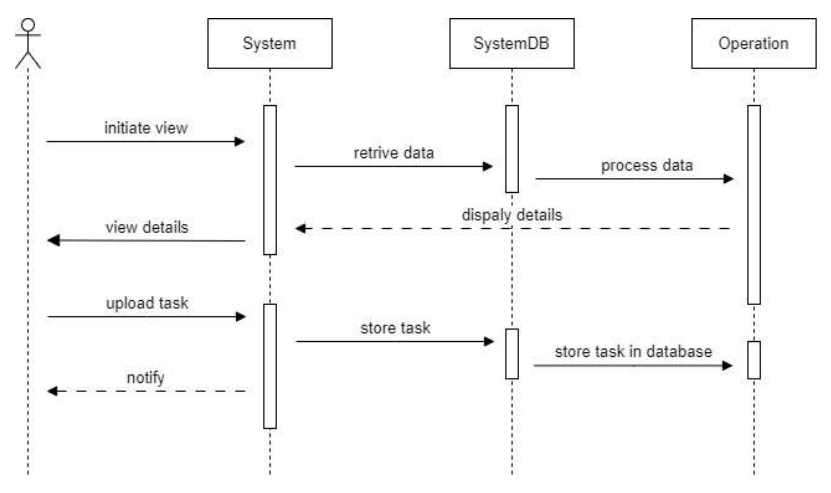 System
SystemDB
Operation
initiate view
retrive data
process data
dispaly details
view details
upload task
store task
store task in database
notify